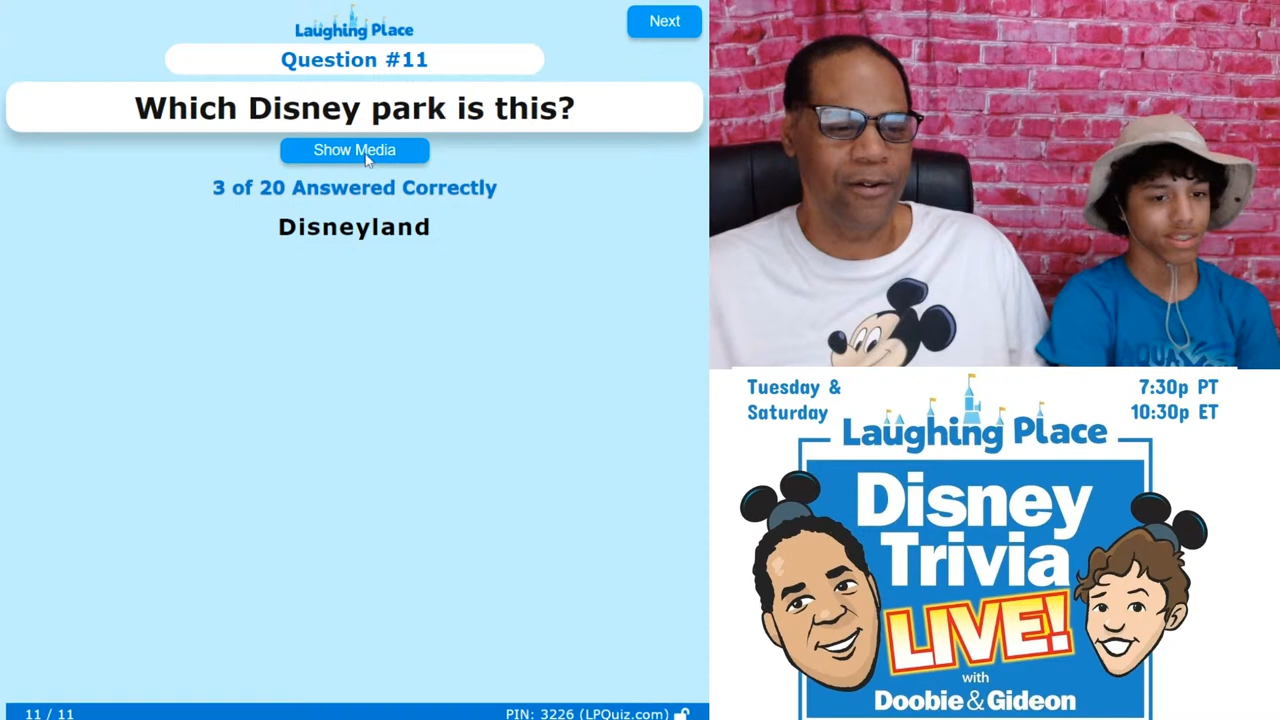 Laughing Place
Next
Question #11
Which Disney park is this?
Show Media
3 of 20 Answered Correctly
Disneyland
11 / 11
PIN: 3226 (LPQuiz.com)
AQUA
Tuesday &
Saturday
7:30p PT
10:30p ET
Laughing Place
Disney
Trivia
LIVE!
with
Doobie & Gideon